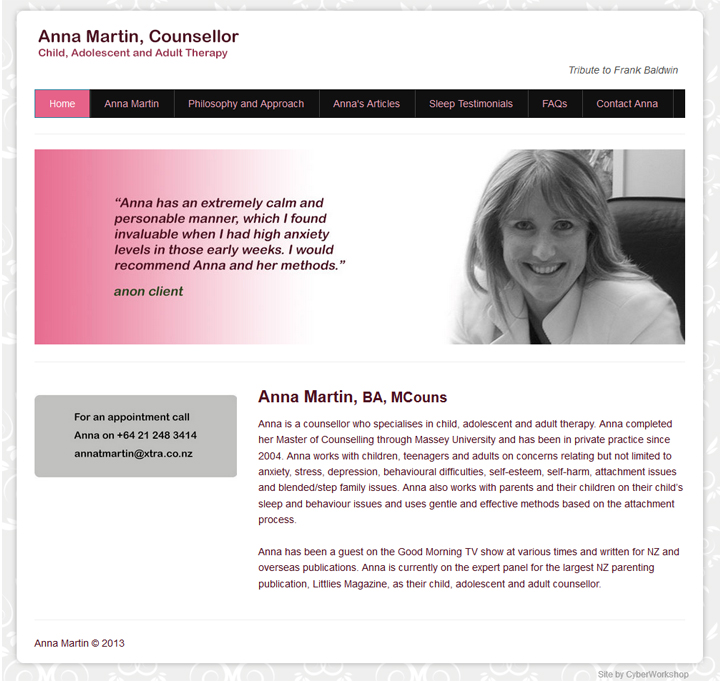 Anna Martin, Counsellor
Child, Adolescent and Adult Therapy
Tribute to Frank Baldwin
Home Anna Martin Philosophy and Approach Anna's Articles Sleep Testimonials FAQs Contact Anna
“Anna has an extremely calm and
personable manner, which I found
invaluable when I had high anxiety
levels in those early weeks. I would
recommend Anna and her methods.”
anon client
For an appointment call
Anna on +64 21 248 3414
annatmartin@xtra.co.nz
Anna Martin, BA, MCouns
Anna is a counsellor who specialises in child, adolescent and adult therapy. Anna completed
her Master of Counselling through Massey University and has been in private practice since
2004. Anna works with children, teenagers and adults on concerns relating but not limited to
anxiety, stress, depression, behavioural difficulties, self-esteem, self-harm, attachment issues
and blended/step family issues. Anna also works with parents and their children on their child's
sleep and behaviour issues and uses gentle and effective methods based on the attachment
process.
Anna has been a guest on the Good Morning TV show at various times and written for NZ and
overseas publications. Anna is currently on the expert panel for the largest NZ parenting
publication, Littlies Magazine, as their child, adolescent and adult counsellor.
Anna Martin © 2013
Site by CyberWorkshop